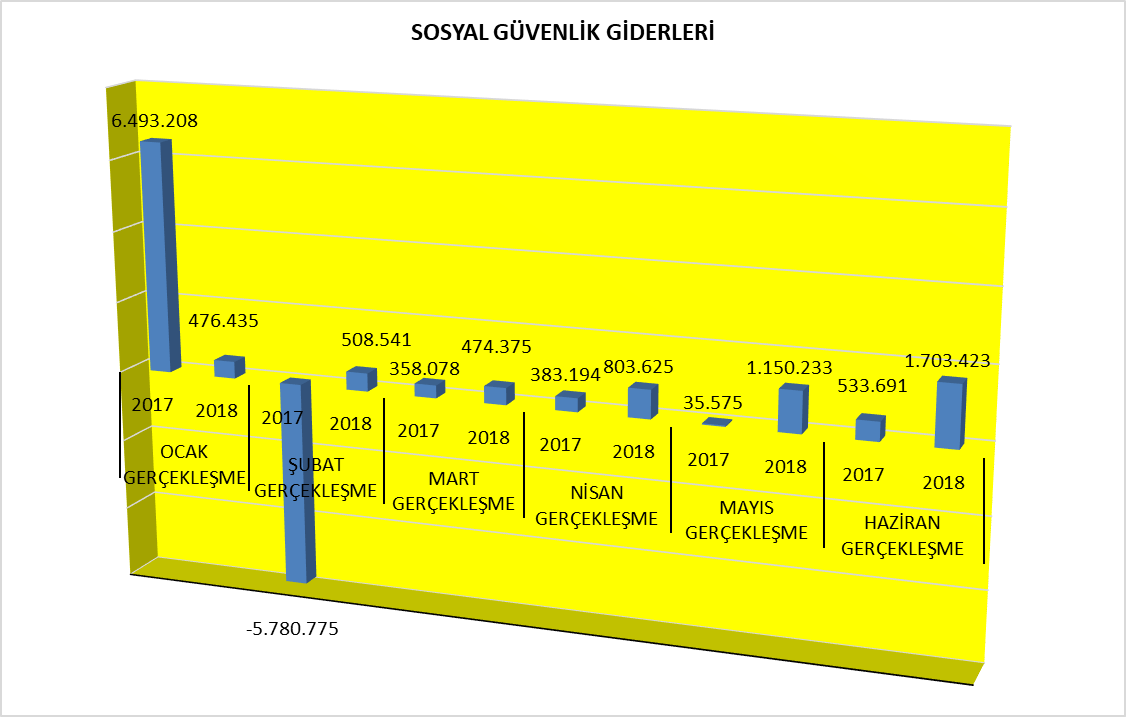 SOSYAL GÜVENLİK GİDERLERİ
6.493.208
476.435
-5.780.775
508.541
358.078
474.375
383.194
803.625
35.575
1.150.233
533.691
1.703.423
2017
2018
2017
2018
2017
2018
2017
2018
2017
2018
2017
2018
OCAK
GERÇEKLEŞME
ŞUBAT
GERÇEKLEŞME
MART
GERÇEKLEŞME
NİSAN
GERÇEKLEŞME
MAYIS
GERÇEKLEŞME
HAZİRAN
GERÇEKLEŞME